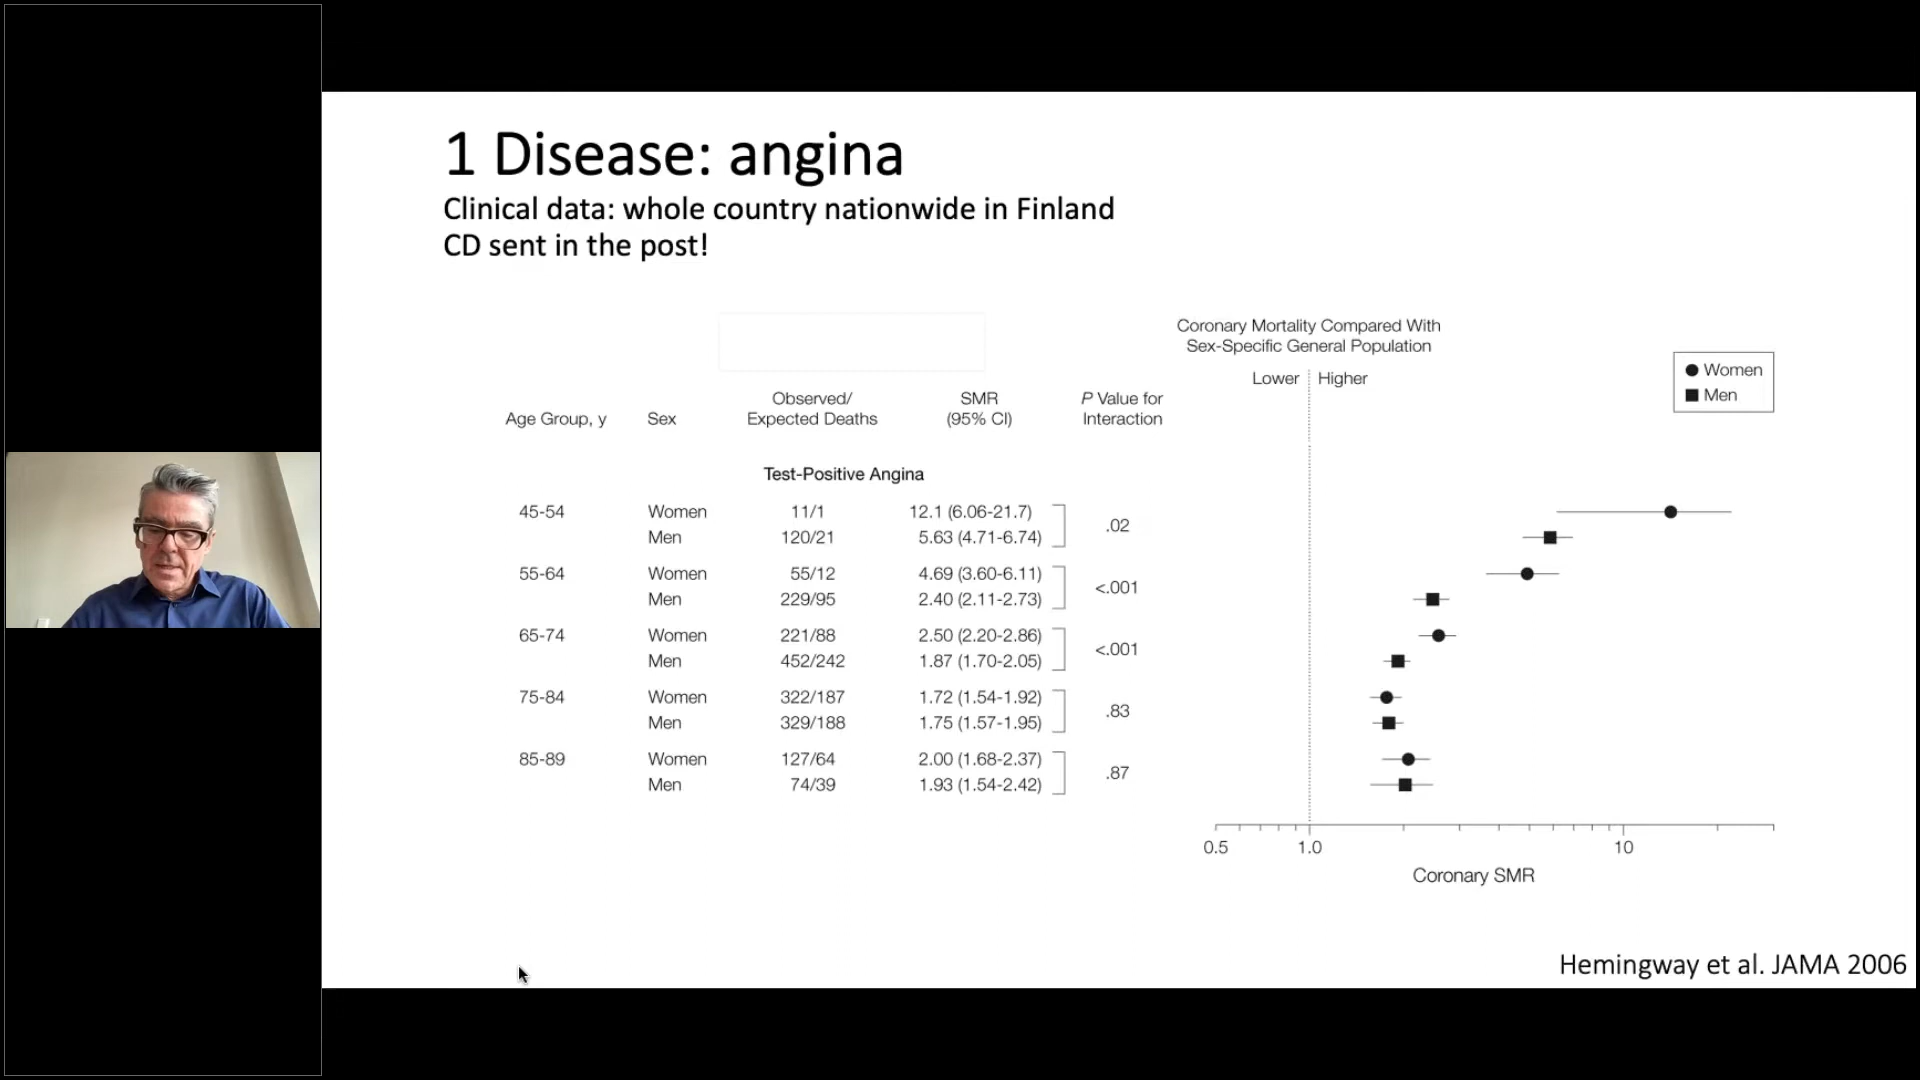 1 Disease: angina
Clinical data: whole country nationwide in Finland
CD sent in the post!
Coronary Mortality Compared With
Sex-Specific General Population
Lower Higher
Women
Men
Age Group, y Sex Observed/ Expected Deaths SMR (95% CI) P Value for Interaction
Test-Positive Angina
45-54 Women 11/1 12.1 (6.06-21.7) .02
Men 120/21 5.63 (4.71-6.74)
55-64 Women 55/12 4.69 (3.60-6.11) <.001
Men 229/95 2.40 (2.11-2.73)
65-74 Women 221/88 2.50 (2.20-2.86) <.001
Men 452/242 1.87 (1.70-2.05)
75-84 Women 322/187 1.72 (1.54-1.92) .83
Men 329/188 1.75 (1.57-1.95)
85-89 Women 127/64 2.00 (1.68-2.37) .87
Men 74/39 1.93 (1.54-2.42)
0.5 1.0 10
Coronary SMR
Hemingway et al. JAMA 2006